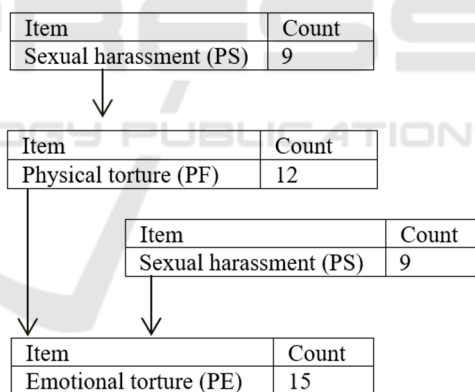 Item Count
Sexual harassment (PS) 9
Item Count
Physical torture (PF) 12
Item Count
Sexual harassment (PS) 9
Item Count
Emotional torture (PE) 15